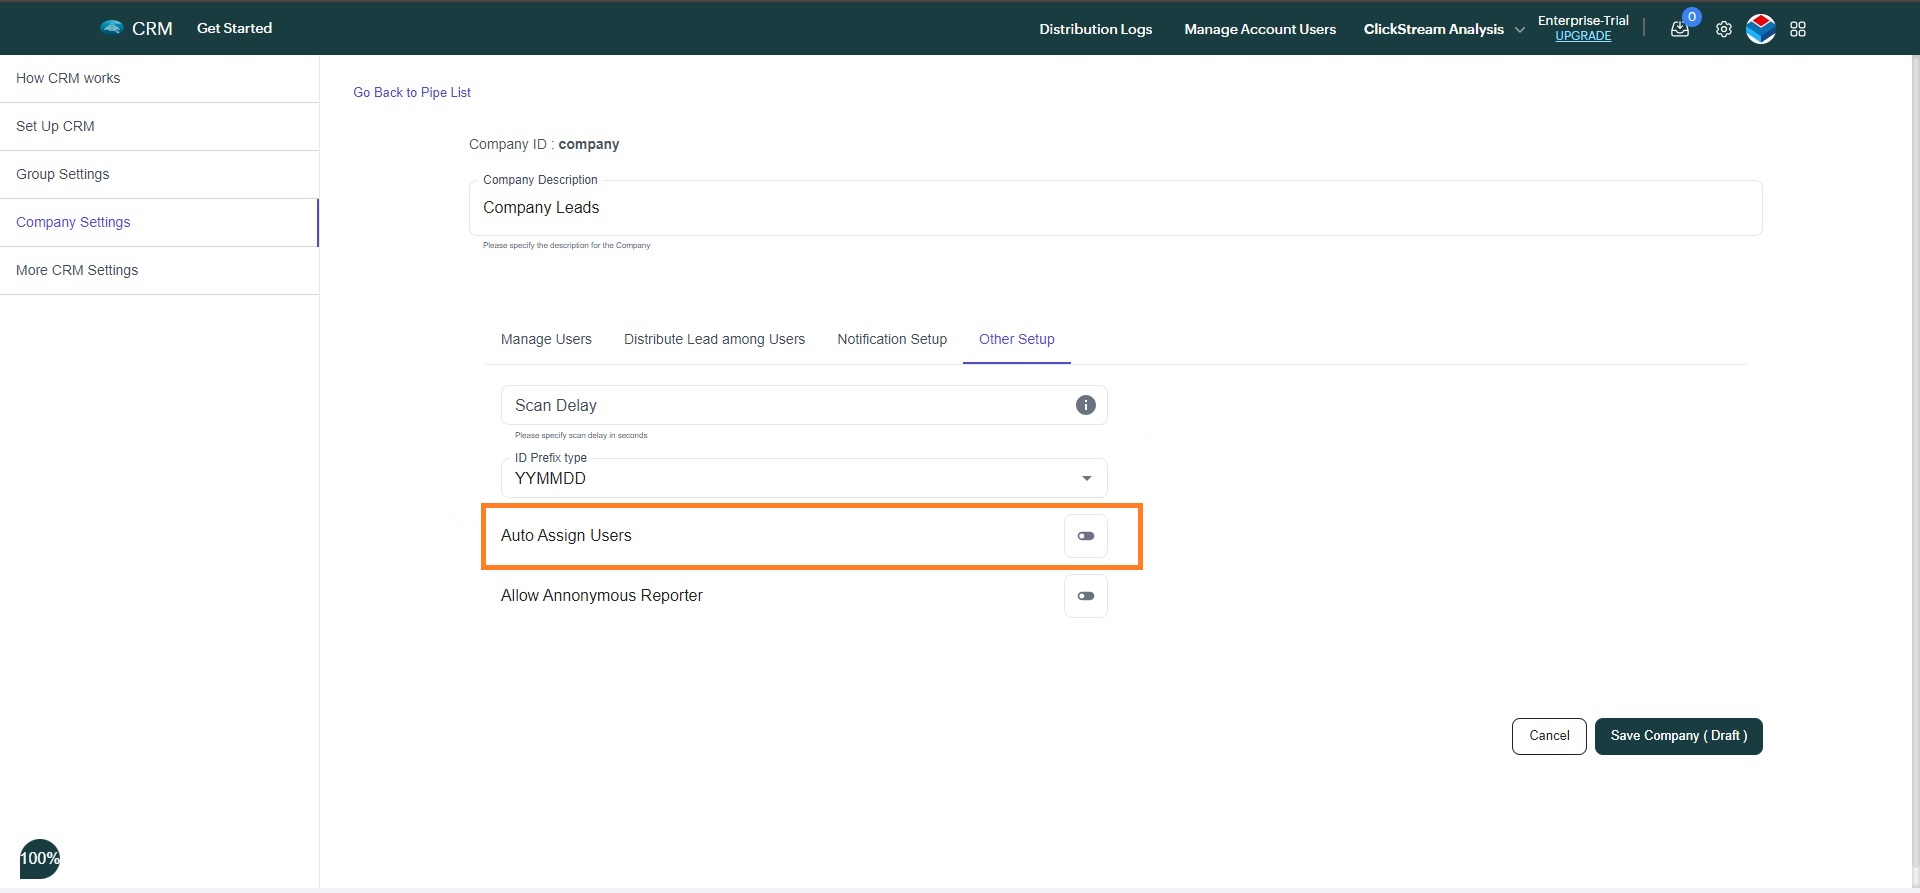 CRM
Get Started
Distribution Logs
Manage Account Users
ClickStream Analysis
Enterprise-Trial
UPGRADE
0
How CRM works
Set Up CRM
Group Settings
Company Settings
More CRM Settings
Go Back to Pipe List
Company ID : company
Company Description
Company Leads
Please specify the description for the Company
Manage Users
Distribute Lead among Users
Notification Setup
Other Setup
Scan Delay
Please specify scan delay in seconds
ID Prefix type
YYMMDD
Auto Assign Users
Allow Annonymous Reporter
Cancel
Save Company ( Draft )
100%